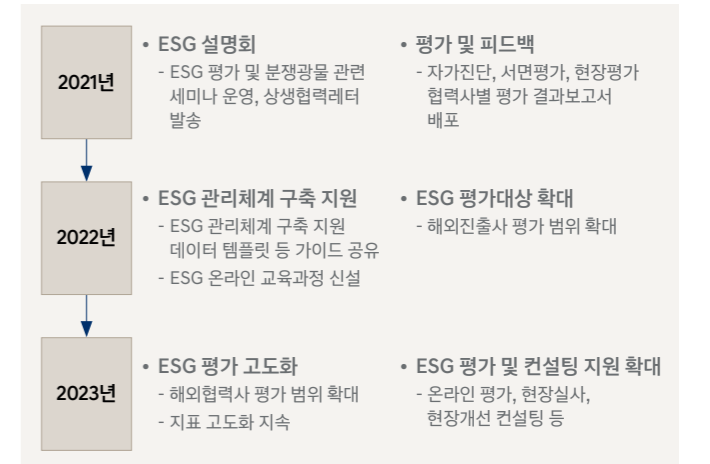 2021년
• ESG 설명회
- ESG 평가 및 분쟁광물 관련
세미나 운영, 상생협력레터
발송
• 평가 및 피드백
- 자가진단, 서면평가, 현장평가
협력사별 평가 결과보고서
배포
2022년
• ESG 관리체계 구축 지원
- ESG 관리체계 구축 지원
데이터 템플릿 등 가이드 공유
- ESG 온라인 교육과정 신설
• ESG 평가대상 확대
- 해외진출사 평가 범위 확대
2023년
• ESG 평가 고도화
- 해외협력사 평가 범위 확대
- 지표 고도화 지속
• ESG 평가 및 컨설팅 지원 확대
- 온라인 평가, 현장실사,
현장개선 컨설팅 등